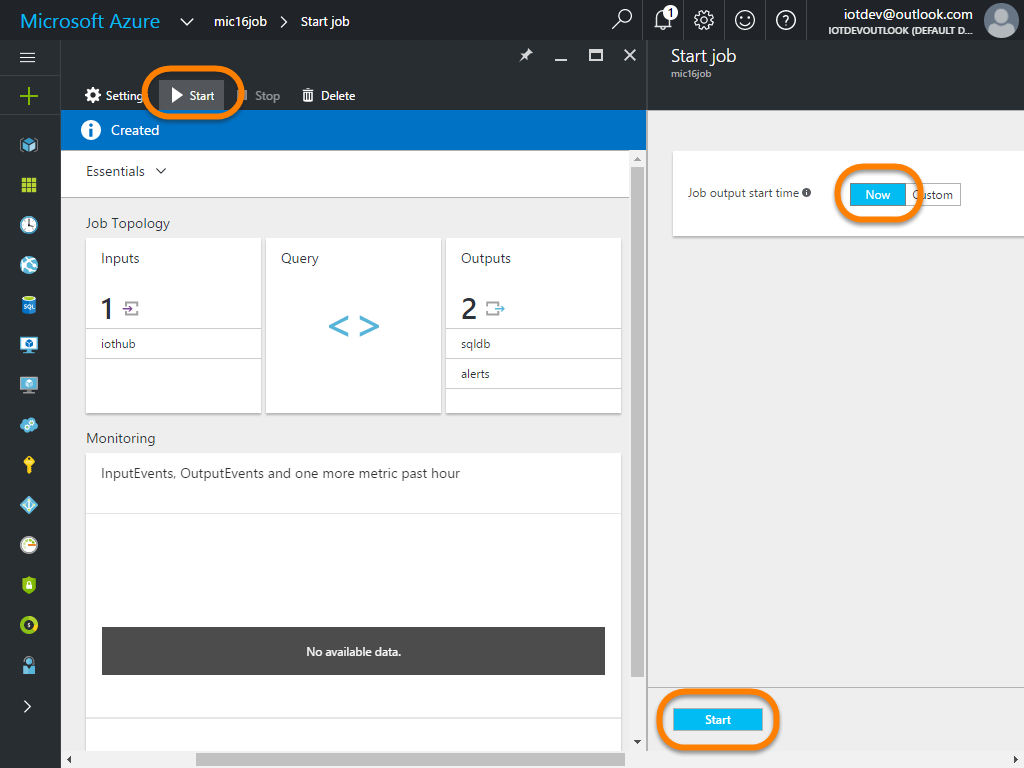 Microsoft Azure mic16job > Start job
1
iotdev@outlook.com
IOTDEVOUTLOOK (DEFAULT D...
Start job
mic16job
Setting Start Stop Delete
Created
Essentials
Job output start time Now Custom
Job Topology
Inputs Query Outputs
1 < > 2
iothub sqldb
alerts
Monitoring
InputEvents, OutputEvents and one more metric past hour
No available data.
SQL
Start